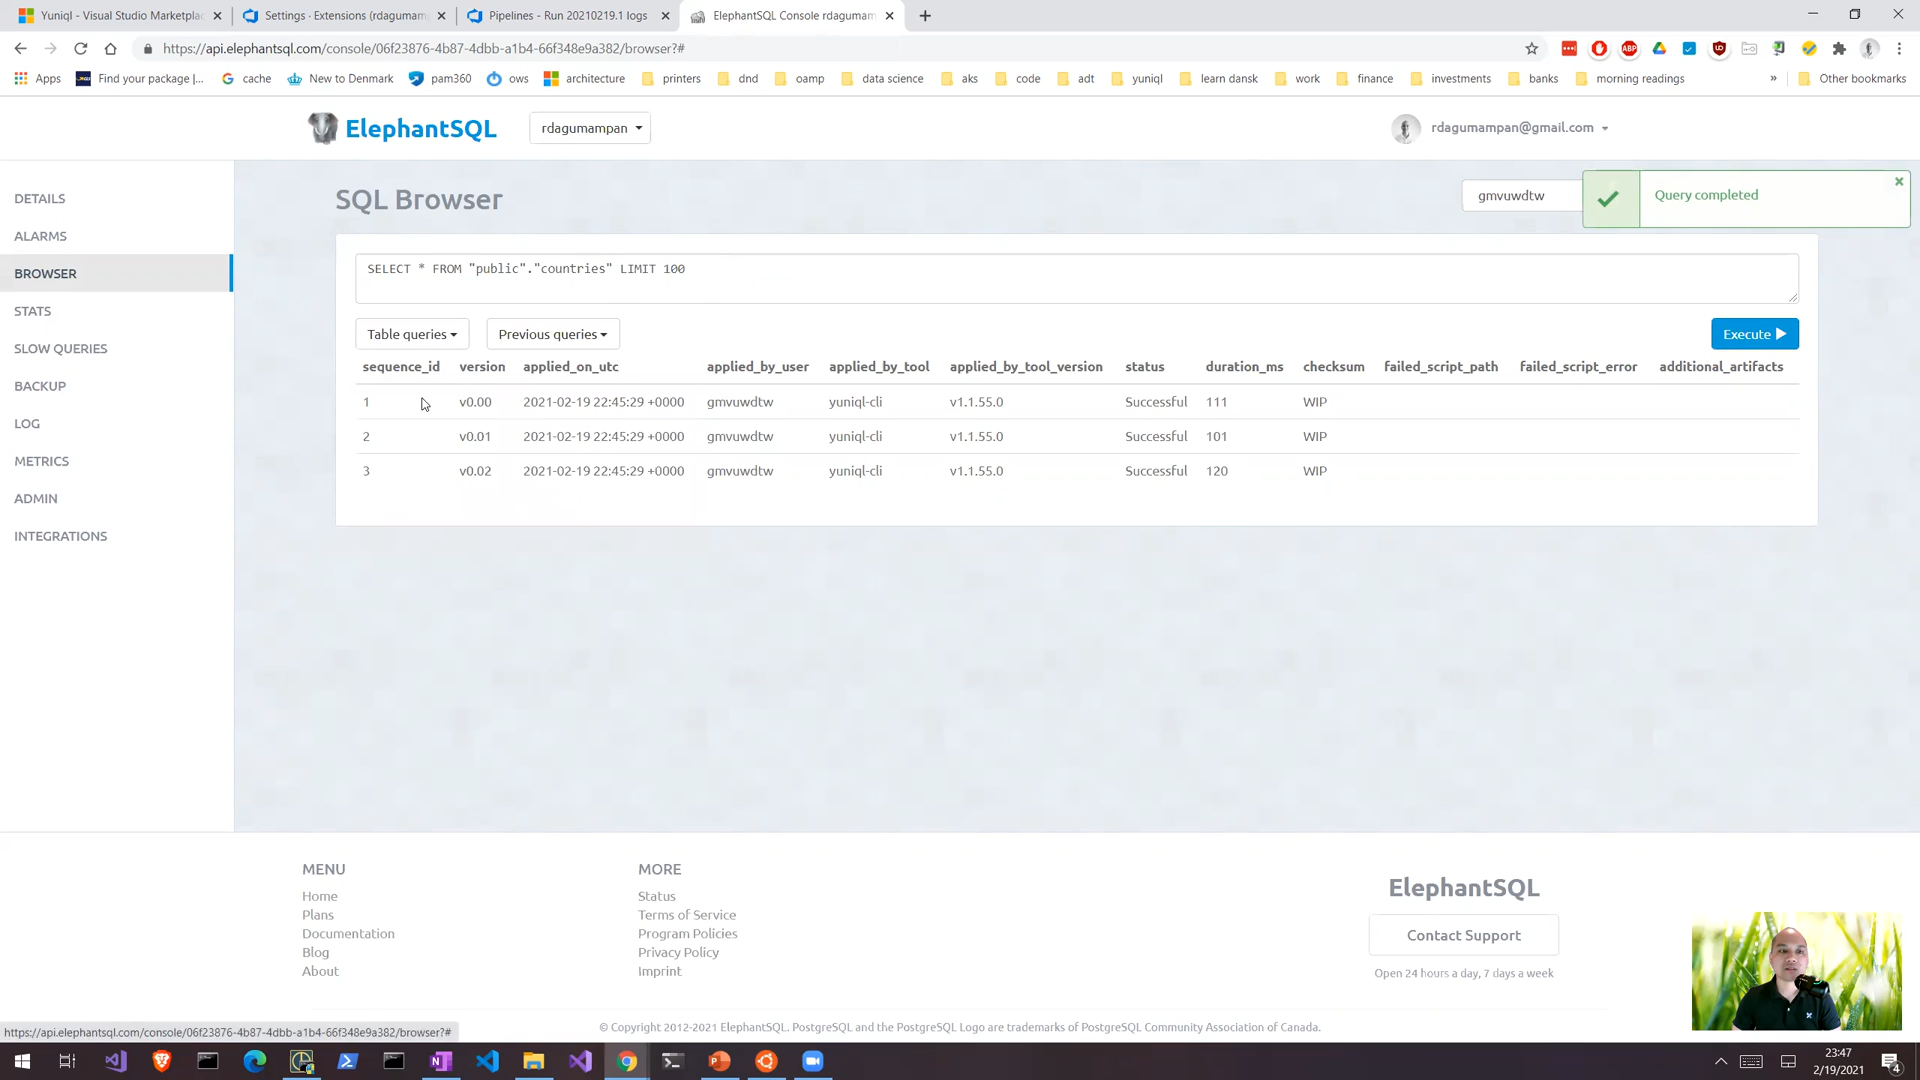 Yuniql - Visual Studio Marketplac
Settings · Extensions (rdagumam
Pipelines - Run 20210219.1 logs
ElephantSQL Console rdagumam
https://api.elephantsql.com/console/06f23876-4b87-4dbb-a1b4-66f348e9a382/browser?#
Apps
Find your package |...
cache
New to Denmark
pam360
ows
architecture
printers
dnd
oamp
data science
aks
code
adt
yuniql
learn dansk
work
finance
investments
banks
morning readings
»
Other bookmarks
ElephantSQL
rdagumampan
rdagumampan@gmail.com
DETAILS
ALARMS
BROWSER
STATS
SLOW QUERIES
BACKUP
LOG
METRICS
ADMIN
INTEGRATIONS
SQL Browser
gmvuwdtw
Query completed
SELECT * FROM "public"."countries" LIMIT 100
Table queries
Previous queries
Execute
sequence_id version applied_on_utc applied_by_user applied_by_tool applied_by_tool_version status duration_ms checksum failed_script_path failed_script_error additional_artifacts
1 v0.00 2021-02-19 22:45:29 +0000 gmvuwdtw yuniql-cli v1.1.55.0 Successful 111 WIP
2 v0.01 2021-02-19 22:45:29 +0000 gmvuwdtw yuniql-cli v1.1.55.0 Successful 101 WIP
3 v0.02 2021-02-19 22:45:29 +0000 gmvuwdtw yuniql-cli v1.1.55.0 Successful 120 WIP
MENU
Home
Plans
Documentation
Blog
About
MORE
Status
Terms of Service
Program Policies
Privacy Policy
Imprint
ElephantSQL
Contact Support
Open 24 hours a day, 7 days a week
© Copyright 2012-2021 ElephantSQL. PostgreSQL and the PostgreSQL Logo are trademarks of PostgreSQL Community Association of Canada.
https://api.elephantsql.com/console/06f23876-4b87-4dbb-a1b4-66f348e9a382/browser?#
23:47
2/19/2021
4